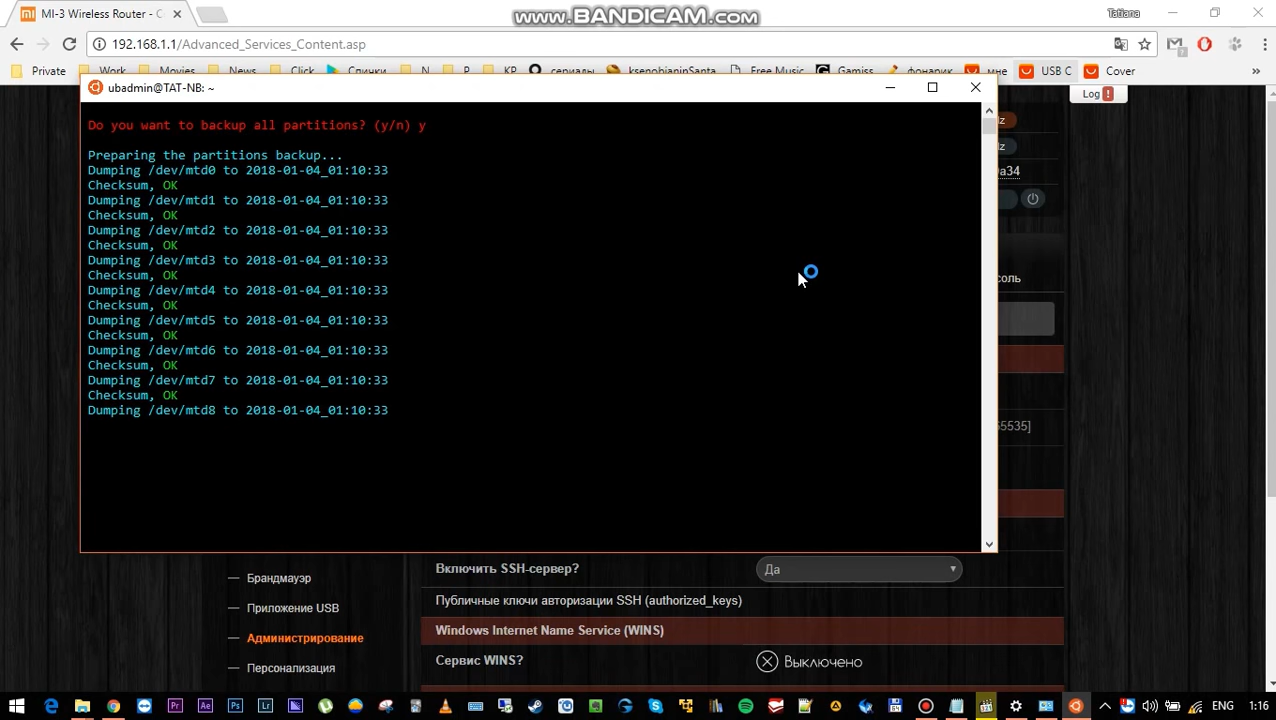 MI-3 Wireless Router - C
www.BANDICAM.com
Tatiana
192.168.1.1/Advanced_Services_Content.asp
Private
Work
Movies
News
Click
Спинки
N
P
KP
сериалы
ksenobianinSanta
Free Music
Gamiss
фонарик
мне
USB C
Cover
»
ubadmin@TAT-NB: ~
Log !
Do you want to backup all partitions? (y/n) y
Preparing the partitions backup...
Dumping /dev/mtd0 to 2018-01-04_01:10:33
Checksum, OK
Dumping /dev/mtd1 to 2018-01-04_01:10:33
Checksum, OK
Dumping /dev/mtd2 to 2018-01-04_01:10:33
Checksum, OK
Dumping /dev/mtd3 to 2018-01-04_01:10:33
Checksum, OK
Dumping /dev/mtd4 to 2018-01-04_01:10:33
Checksum, OK
Dumping /dev/mtd5 to 2018-01-04_01:10:33
Checksum, OK
Dumping /dev/mtd6 to 2018-01-04_01:10:33
Checksum, OK
Dumping /dev/mtd7 to 2018-01-04_01:10:33
Checksum, OK
Dumping /dev/mtd8 to 2018-01-04_01:10:33
a34
соль
5535]
Включить SSH-сервер?
Да
Брандмауэр
Публичные ключи авторизации SSH (authorized_keys)
Приложение USB
Windows Internet Name Service (WINS)
Администрирование
Сервис WINS?
Выключено
Персонализация
ENG
1:16